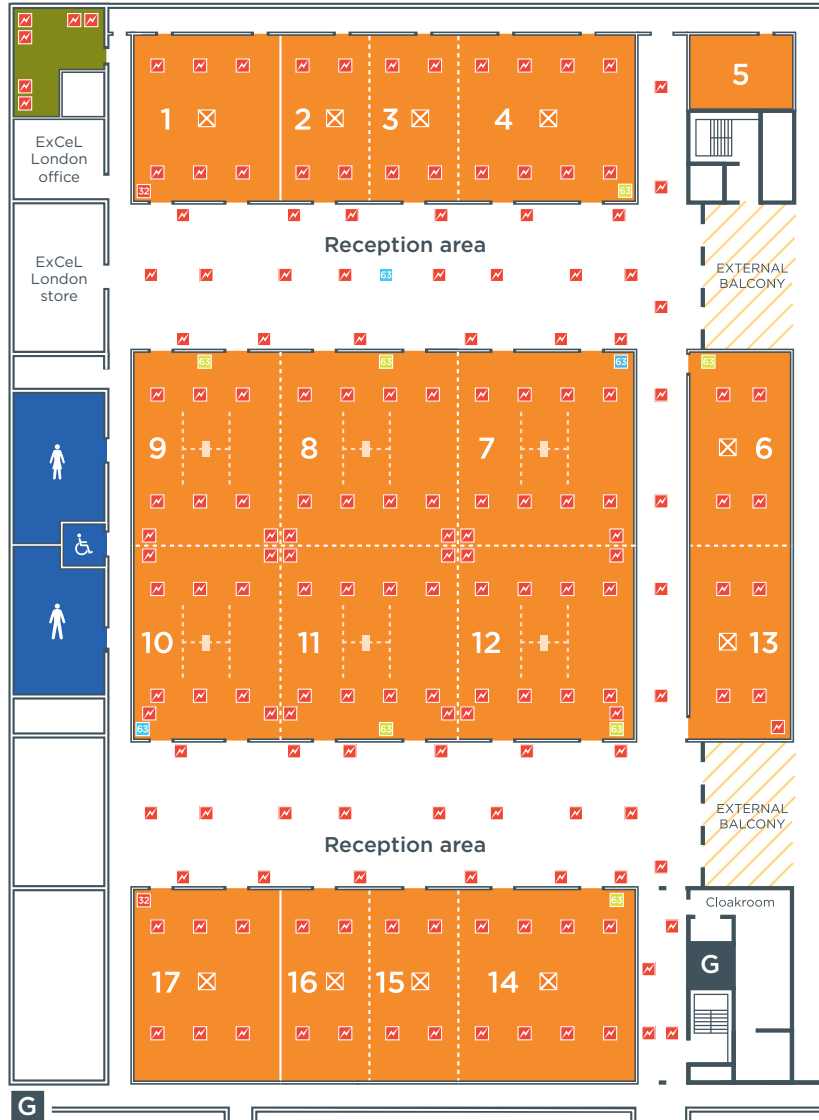 5
1
2
3
4
ExCeL
London
office
32
63
Reception area
ExCeL
London
store
63
EXTERNAL
BALCONY
63
63
63
63
9
8
7
6
10
11
12
13
63
63
63
EXTERNAL
BALCONY
Reception area
32
63
Cloakroom
G
17
16
15
14
G